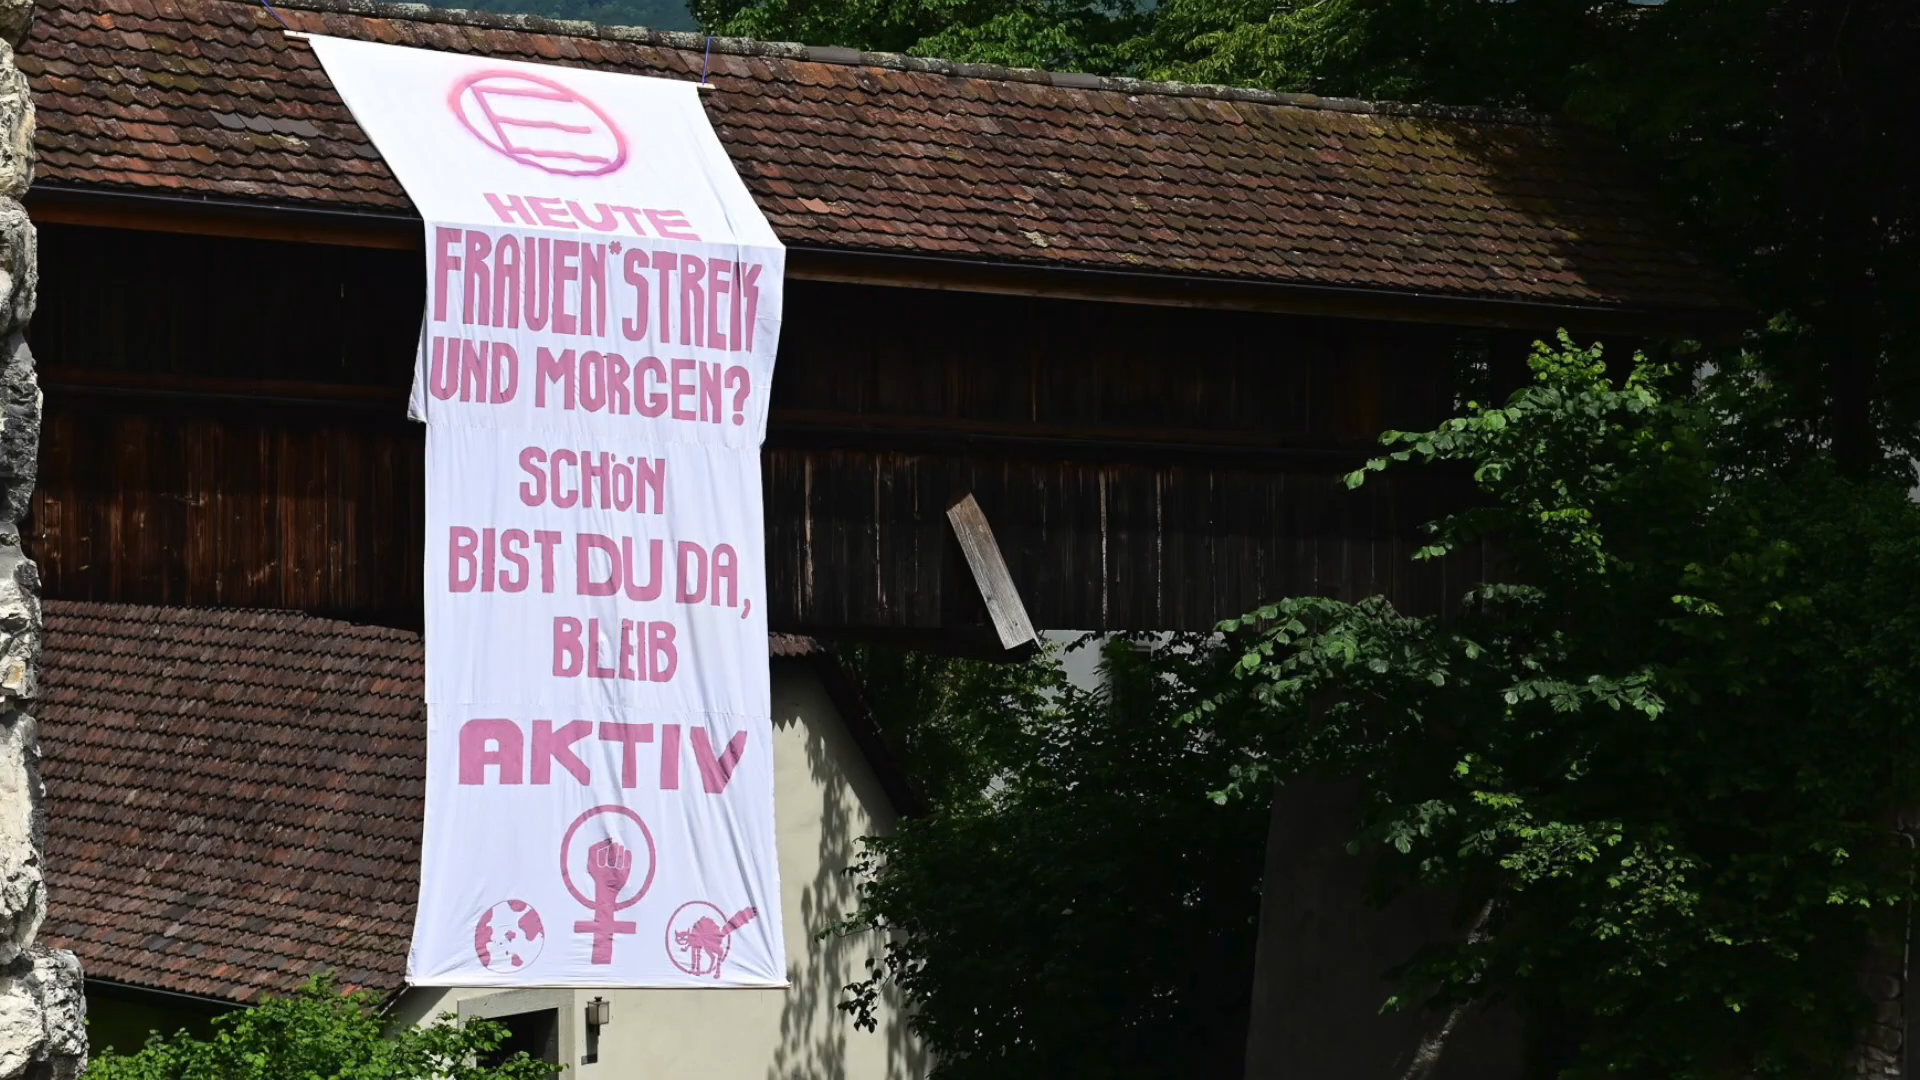 E
HEUTE
FRAUEN*STREIK
UND MORGEN?
SCHÖN
BIST DU DA,
BLEIB
AKTIV